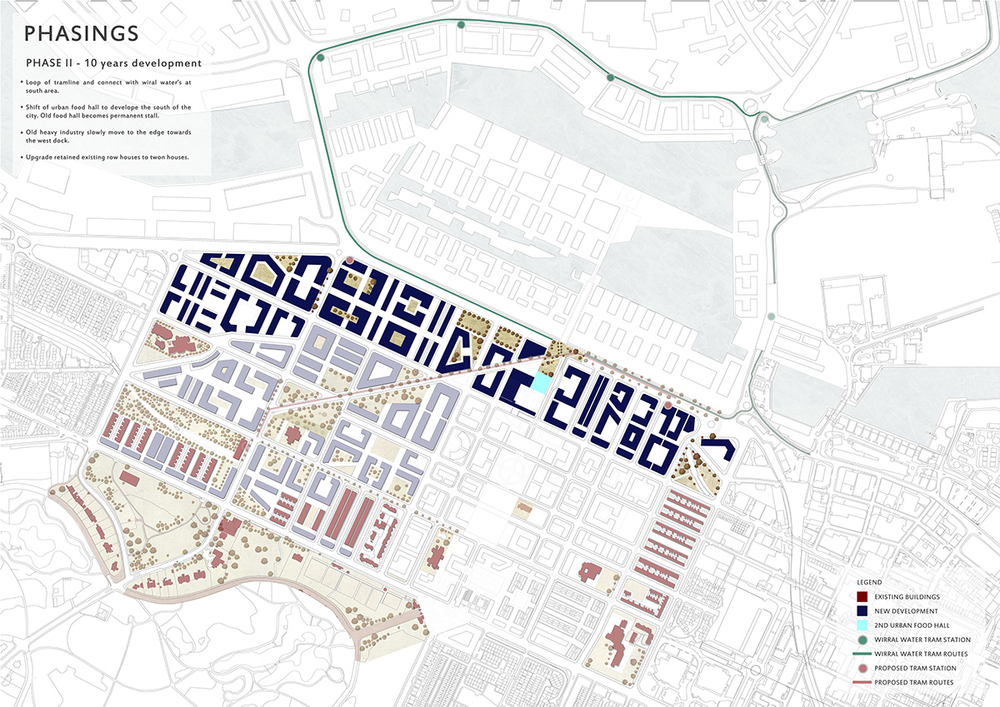 PHASINGS
PHASE II - 10 years development
• Loop of tramline and connect with wiral water's at
south area.
• Shift of urban food hall to develope the south of the
city. Old food hall becomes permanent stall.
• Old heavy industry slowly move to the edge towards
the west dock.
• Upgrade retained existing row houses to twon houses.
LEGEND
EXISTING BUILDINGS
NEW DEVELOPMENT
2ND URBAN FOOD HALL
WIRRAL WATER TRAM STATION
WIRRAL WATER TRAM ROUTES
PROPOSED TRAM STATION
PROPOSED TRAM ROUTES